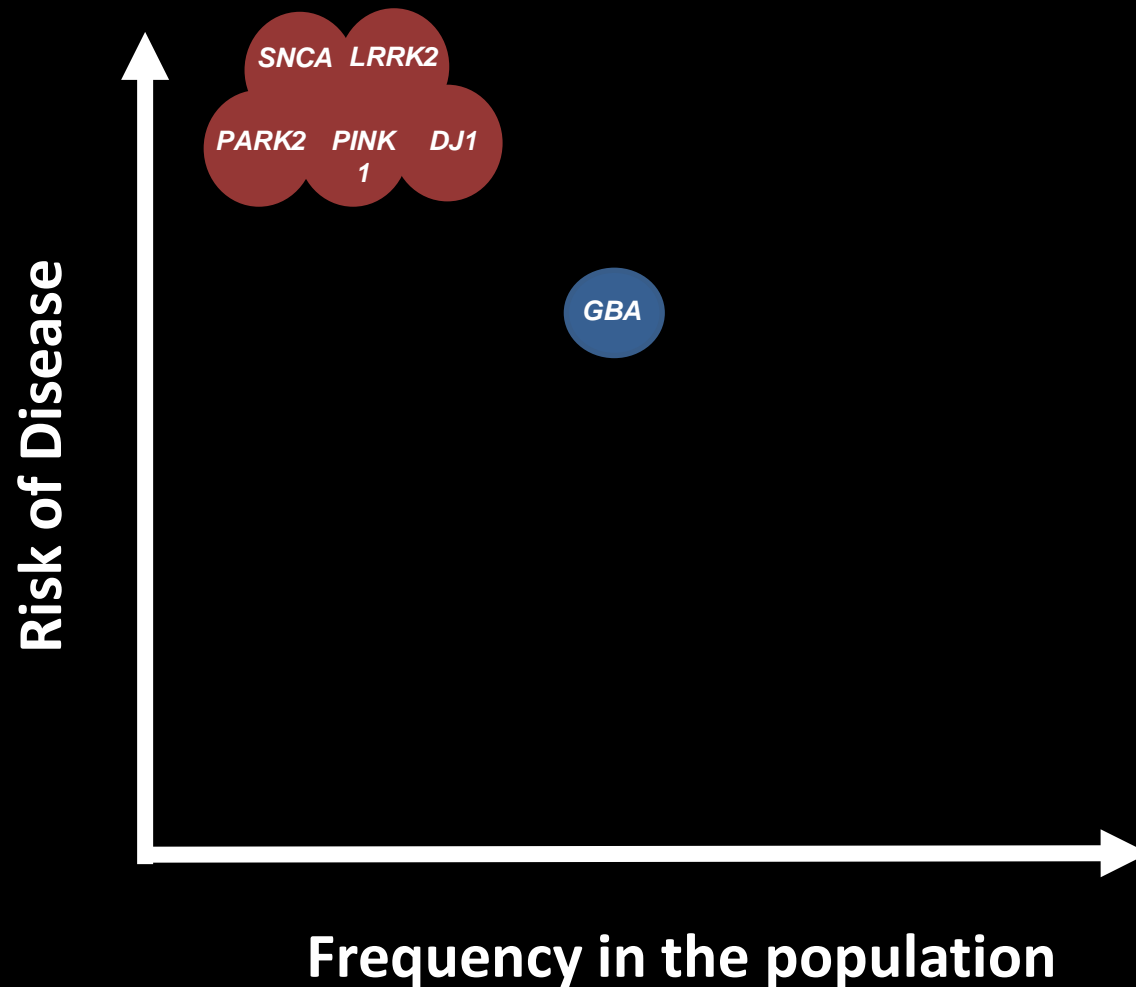 SNCA LRRK2
PARK2 PINK DJ1
1
GBA
Risk of Disease
Frequency in the population